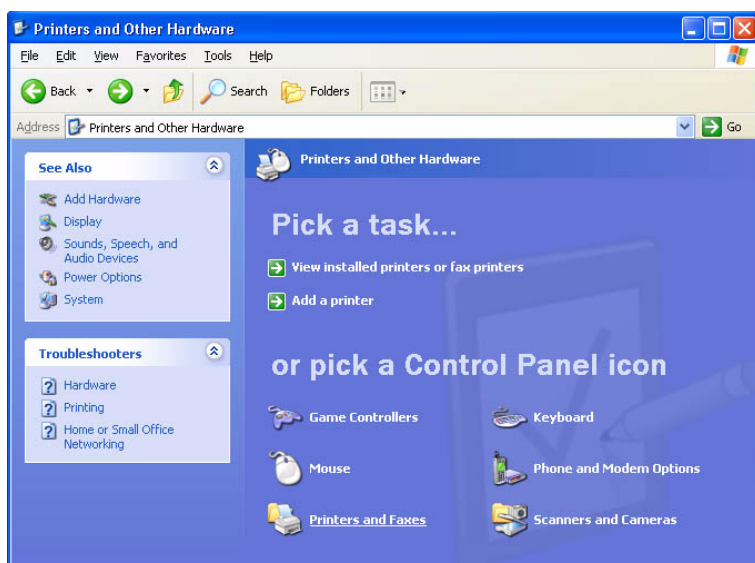 Printers and Other Hardware
File Edit View Favorites Tools Help
Back Search Folders
Address Printers and Other Hardware Go
See Also
Add Hardware
Display
Sounds, Speech, and
Audio Devices
Power Options
System
Troubleshooters
Hardware
Printing
Home or Small Office
Networking
Printers and Other Hardware
Pick a task...
View installed printers or fax printers
Add a printer
or pick a Control Panel icon
Game Controllers Keyboard
Mouse Phone and Modem Options
Printers and Faxes Scanners and Cameras